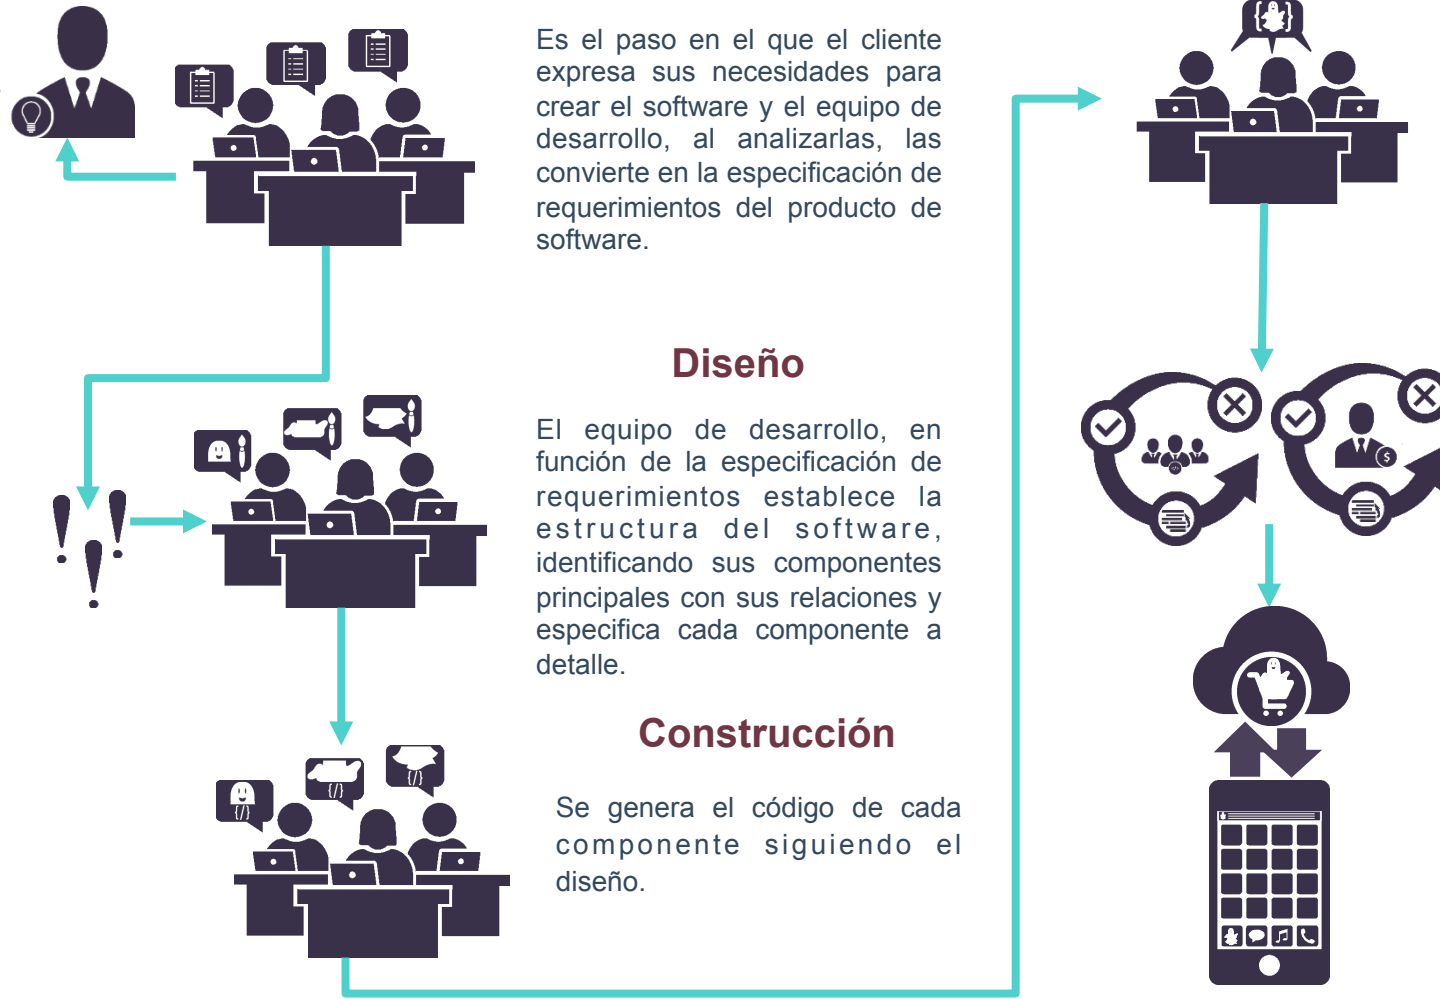 Es el paso en el que el cliente
expresa sus necesidades para
crear el software y el equipo de
desarrollo, al analizarlas, las
convierte en la especificación de
requerimientos del producto de
software.
Diseño
El equipo de desarrollo, en
función de la especificación de
requerimientos establece la
estructura del software,
identificando sus componentes
principales con sus relaciones y
especifica cada componente a
detalle.
Construcción
{/}
{/}
{/}
Se genera el código de cada
componente siguiendo el
diseño.